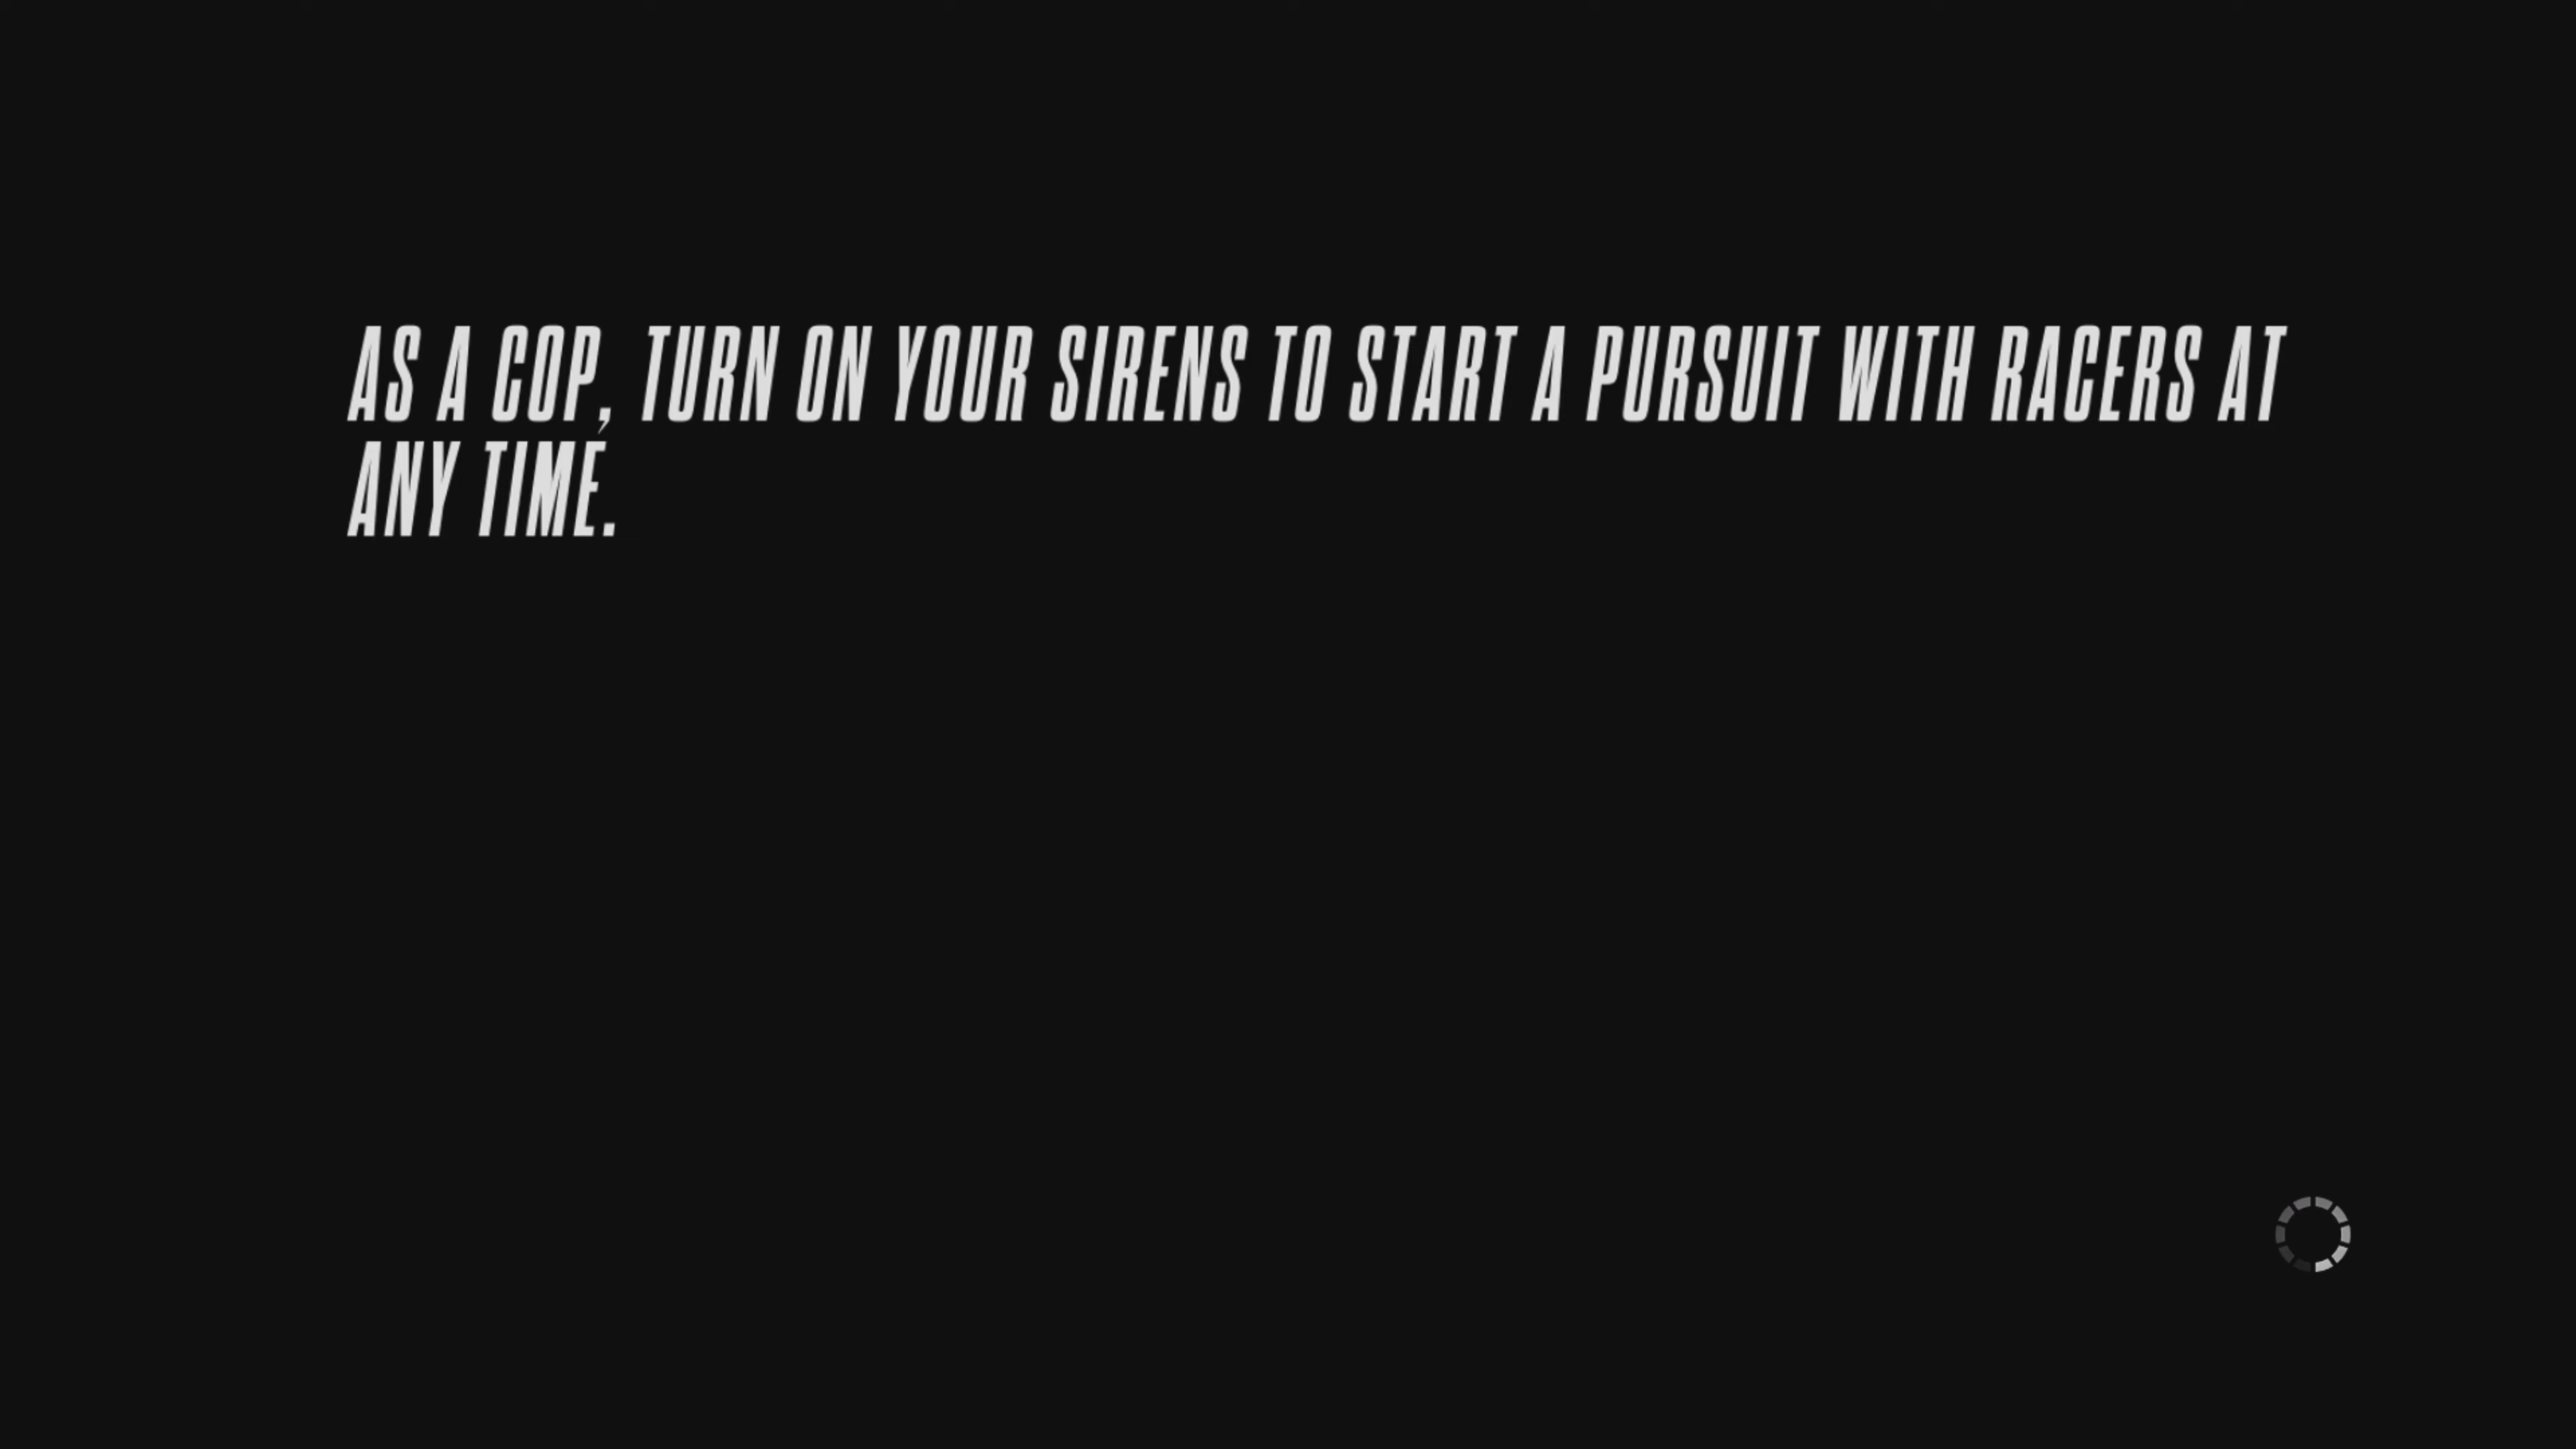 AS A COP, TURN ON YOUR SIRENS TO START A PURSUIT WITH RACERS AT
ANY TIME.